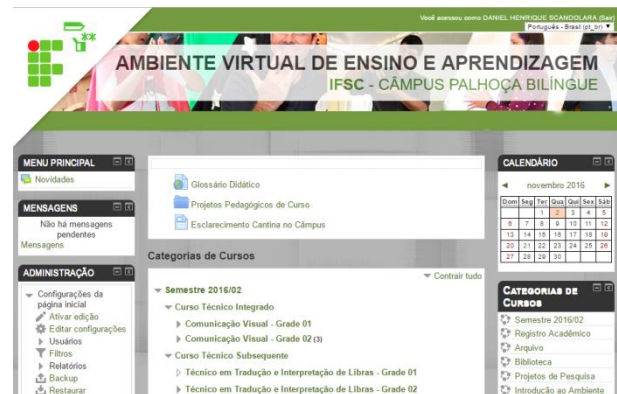 Você acessou como DANIEL HENRIQUE SCANDOLARA (Sair)
Português - Brasil (pt_br) ▼
AMBIENTE VIRTUAL DE ENSINO E APRENDIZAGEM
IFSC - CÂMPUS PALHOÇA BILÍNGUE
MENU PRINCIPAL
Novidades
MENSAGENS
Não há mensagens
pendentes
Mensagens
ADMINISTRAÇÃO
Configurações da
página inicial
Ativar edição
Editar configurações
Usuários
Filtros
Relatórios
Backup
Restaurar
Glossário Didático
Projetos Pedagógicos de Curso
Esclarecimento Cantina no Câmpus
Categorias de Cursos
Contrair tudo
Semestre 2016/02
Curso Técnico Integrado
Comunicação Visual - Grade 01
Comunicação Visual - Grade 02 (3)
Curso Técnico Subsequente
Técnico em Tradução e Interpretação de Libras - Grade 01
Técnico em Tradução e Interpretação de Libras - Grade 02
CALENDÁRIO
◄ novembro 2016 ►
Dom Seg Ter Qua Qui Sex Sáb
1 2 3 4 5
6 7 8 9 10 11 12
13 14 15 16 17 18 19
20 21 22 23 24 25 26
27 28 29 30
CATEGORIAS DE
CURSOS
Semestre 2016/02
Registro Acadêmico
Arquivo
Biblioteca
Projetos de Pesquisa
Introdução ao Ambiente